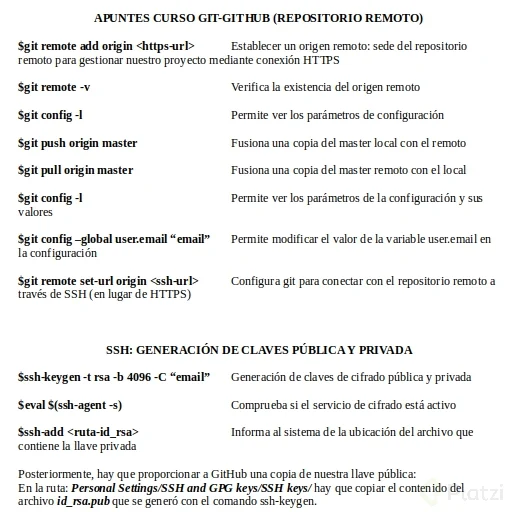 APUNTES CURSO GIT-GITHUB (REPOSITORIO REMOTO)
$git remote add origin <https-url> Establecer un origen remoto: sede del repositorio
remoto para gestionar nuestro proyecto mediante conexión HTTPS
$git remote -v Verifica la existencia del origen remoto
$git config -l Permite ver los parámetros de configuración
$git push origin master Fusiona una copia del master local con el remoto
$git pull origin master Fusiona una copia del master remoto con el local
$git config -l Permite ver los parámetros de la configuración y sus
valores
$git config –global user.email “email” Permite modificar el valor de la variable user.email en
la configuración
$git remote set-url origin <ssh-url> Configura git para conectar con el repositorio remoto a
través de SSH (en lugar de HTTPS)
SSH: GENERACIÓN DE CLAVES PÚBLICA Y PRIVADA
$ssh-keygen -t rsa -b 4096 -C “email” Generación de claves de cifrado pública y privada
$eval $(ssh-agent -s) Comprueba si el servicio de cifrado está activo
$ssh-add <ruta-id_rsa> Informa al sistema de la ubicación del archivo que
contiene la llave privada
Posteriormente, hay que proporcionar a GitHub una copia de nuestra llave pública:
En la ruta: Personal Settings/SSH and GPG keys/SSH keys/ hay que copiar el contenido del
archivo id_rsa.pub que se generó con el comando ssh-keygen.
Platzi